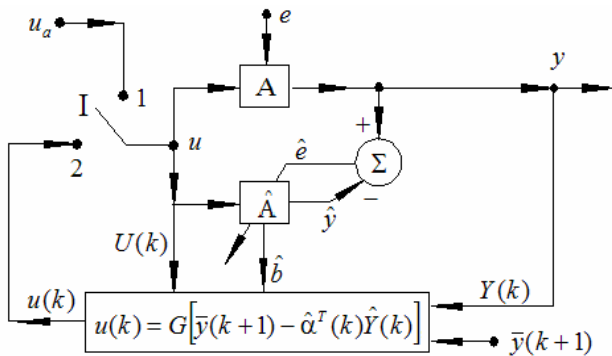 e
u_a
1
I
A
y
2
u
+
ê
Σ
−
Â
ŷ
U(k)
b̂
u(k)
u(k) = G[ȳ(k+1) − α̂ᵀ(k)Ŷ(k)]
Y(k)
ȳ(k+1)